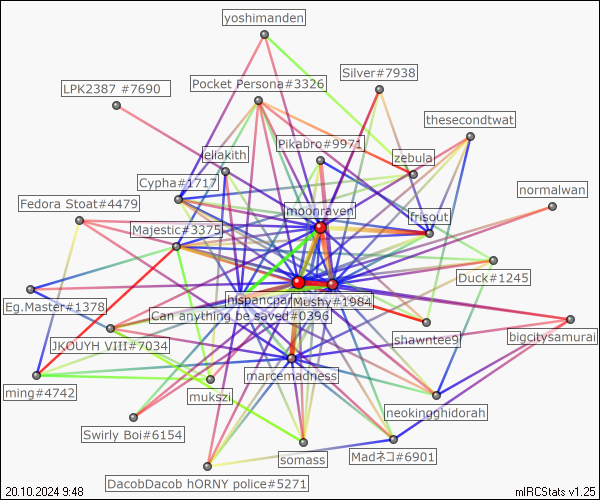 yoshimanden
Silver#7938
LPK2387 #7690
Pocket Persona#3326
thesecondtwat
Pikabro#9971
eliakith
zebula
Cypha#1717
normalwan
Fedora Stoat#4479
moonraven
frisout
Majestic#3375
Duck#1245
Mushy#1984
Eg.Master#1378
Can anything be saved#0396
bigcitysamurai
shawntee9
JKOUYH VIII#7034
marcemadness
ming#4742
mukszi
neokingghidorah
Swirly Boi#6154
somass
Madネコ#6901
DacobDacob hORNY police#5271
20.10.2024 9:48
mIRCStats v1.25